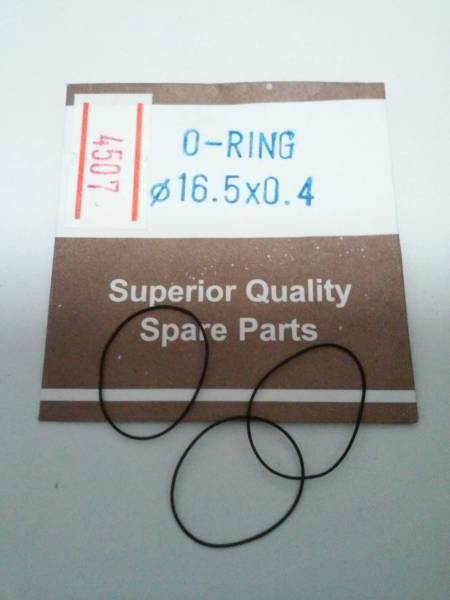 4507
O-RING
ø16.5x0.4
Superior Quality
Spare Parts